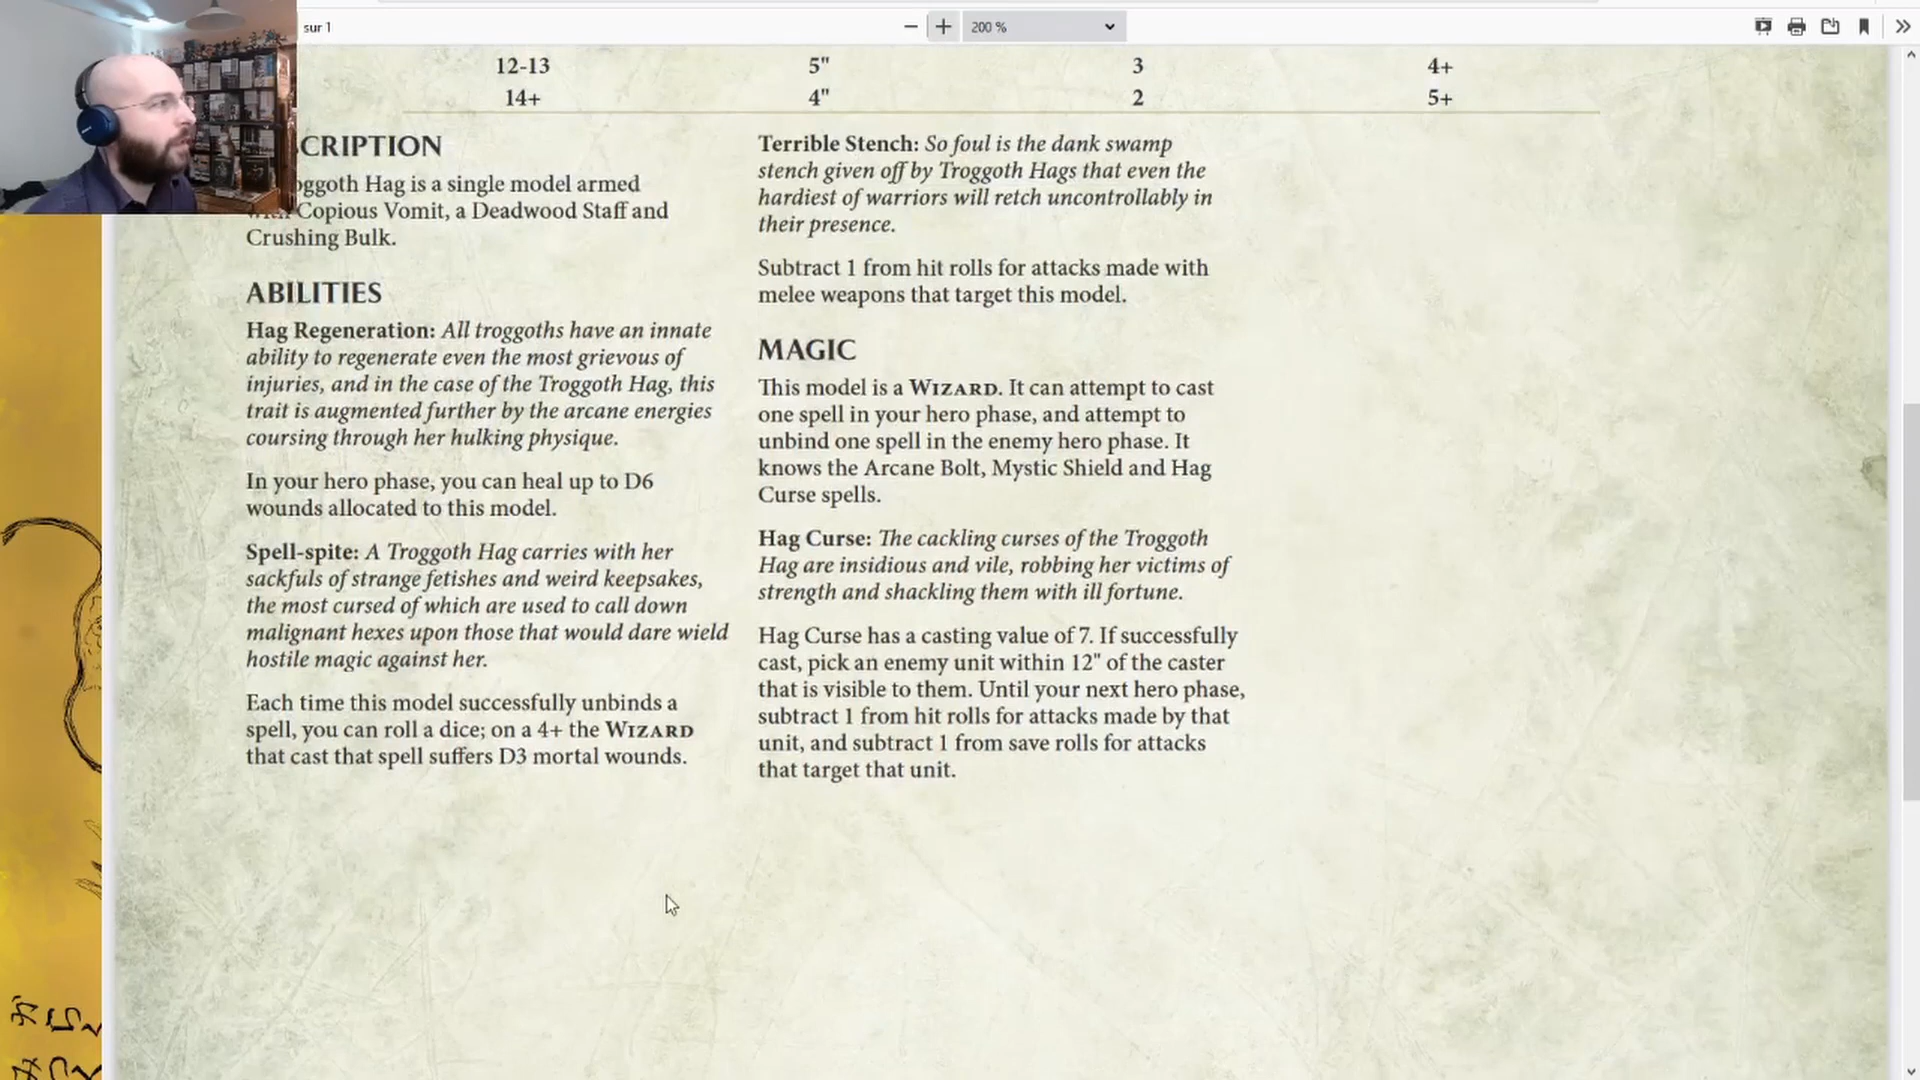 sur 1
200 %
12-13 5" 3 4+
14+ 4" 2 5+
CRIPTION
oggoth Hag is a single model armed
Copious Vomit, a Deadwood Staff and
Crushing Bulk.
ABILITIES
Hag Regeneration: All troggoths have an innate
ability to regenerate even the most grievous of
injuries, and in the case of the Troggoth Hag, this
trait is augmented further by the arcane energies
coursing through her hulking physique.
In your hero phase, you can heal up to D6
wounds allocated to this model.
Spell-spite: A Troggoth Hag carries with her
sackfuls of strange fetishes and weird keepsakes,
the most cursed of which are used to call down
malignant hexes upon those that would dare wield
hostile magic against her.
Each time this model successfully unbinds a
spell, you can roll a dice; on a 4+ the WIZARD
that cast that spell suffers D3 mortal wounds.
Terrible Stench: So foul is the dank swamp
stench given off by Troggoth Hags that even the
hardiest of warriors will retch uncontrollably in
their presence.
Subtract 1 from hit rolls for attacks made with
melee weapons that target this model.
MAGIC
This model is a WIZARD. It can attempt to cast
one spell in your hero phase, and attempt to
unbind one spell in the enemy hero phase. It
knows the Arcane Bolt, Mystic Shield and Hag
Curse spells.
Hag Curse: The cackling curses of the Troggoth
Hag are insidious and vile, robbing her victims of
strength and shackling them with ill fortune.
Hag Curse has a casting value of 7. If successfully
cast, pick an enemy unit within 12" of the caster
that is visible to them. Until your next hero phase,
subtract 1 from hit rolls for attacks made by that
unit, and subtract 1 from save rolls for attacks
that target that unit.